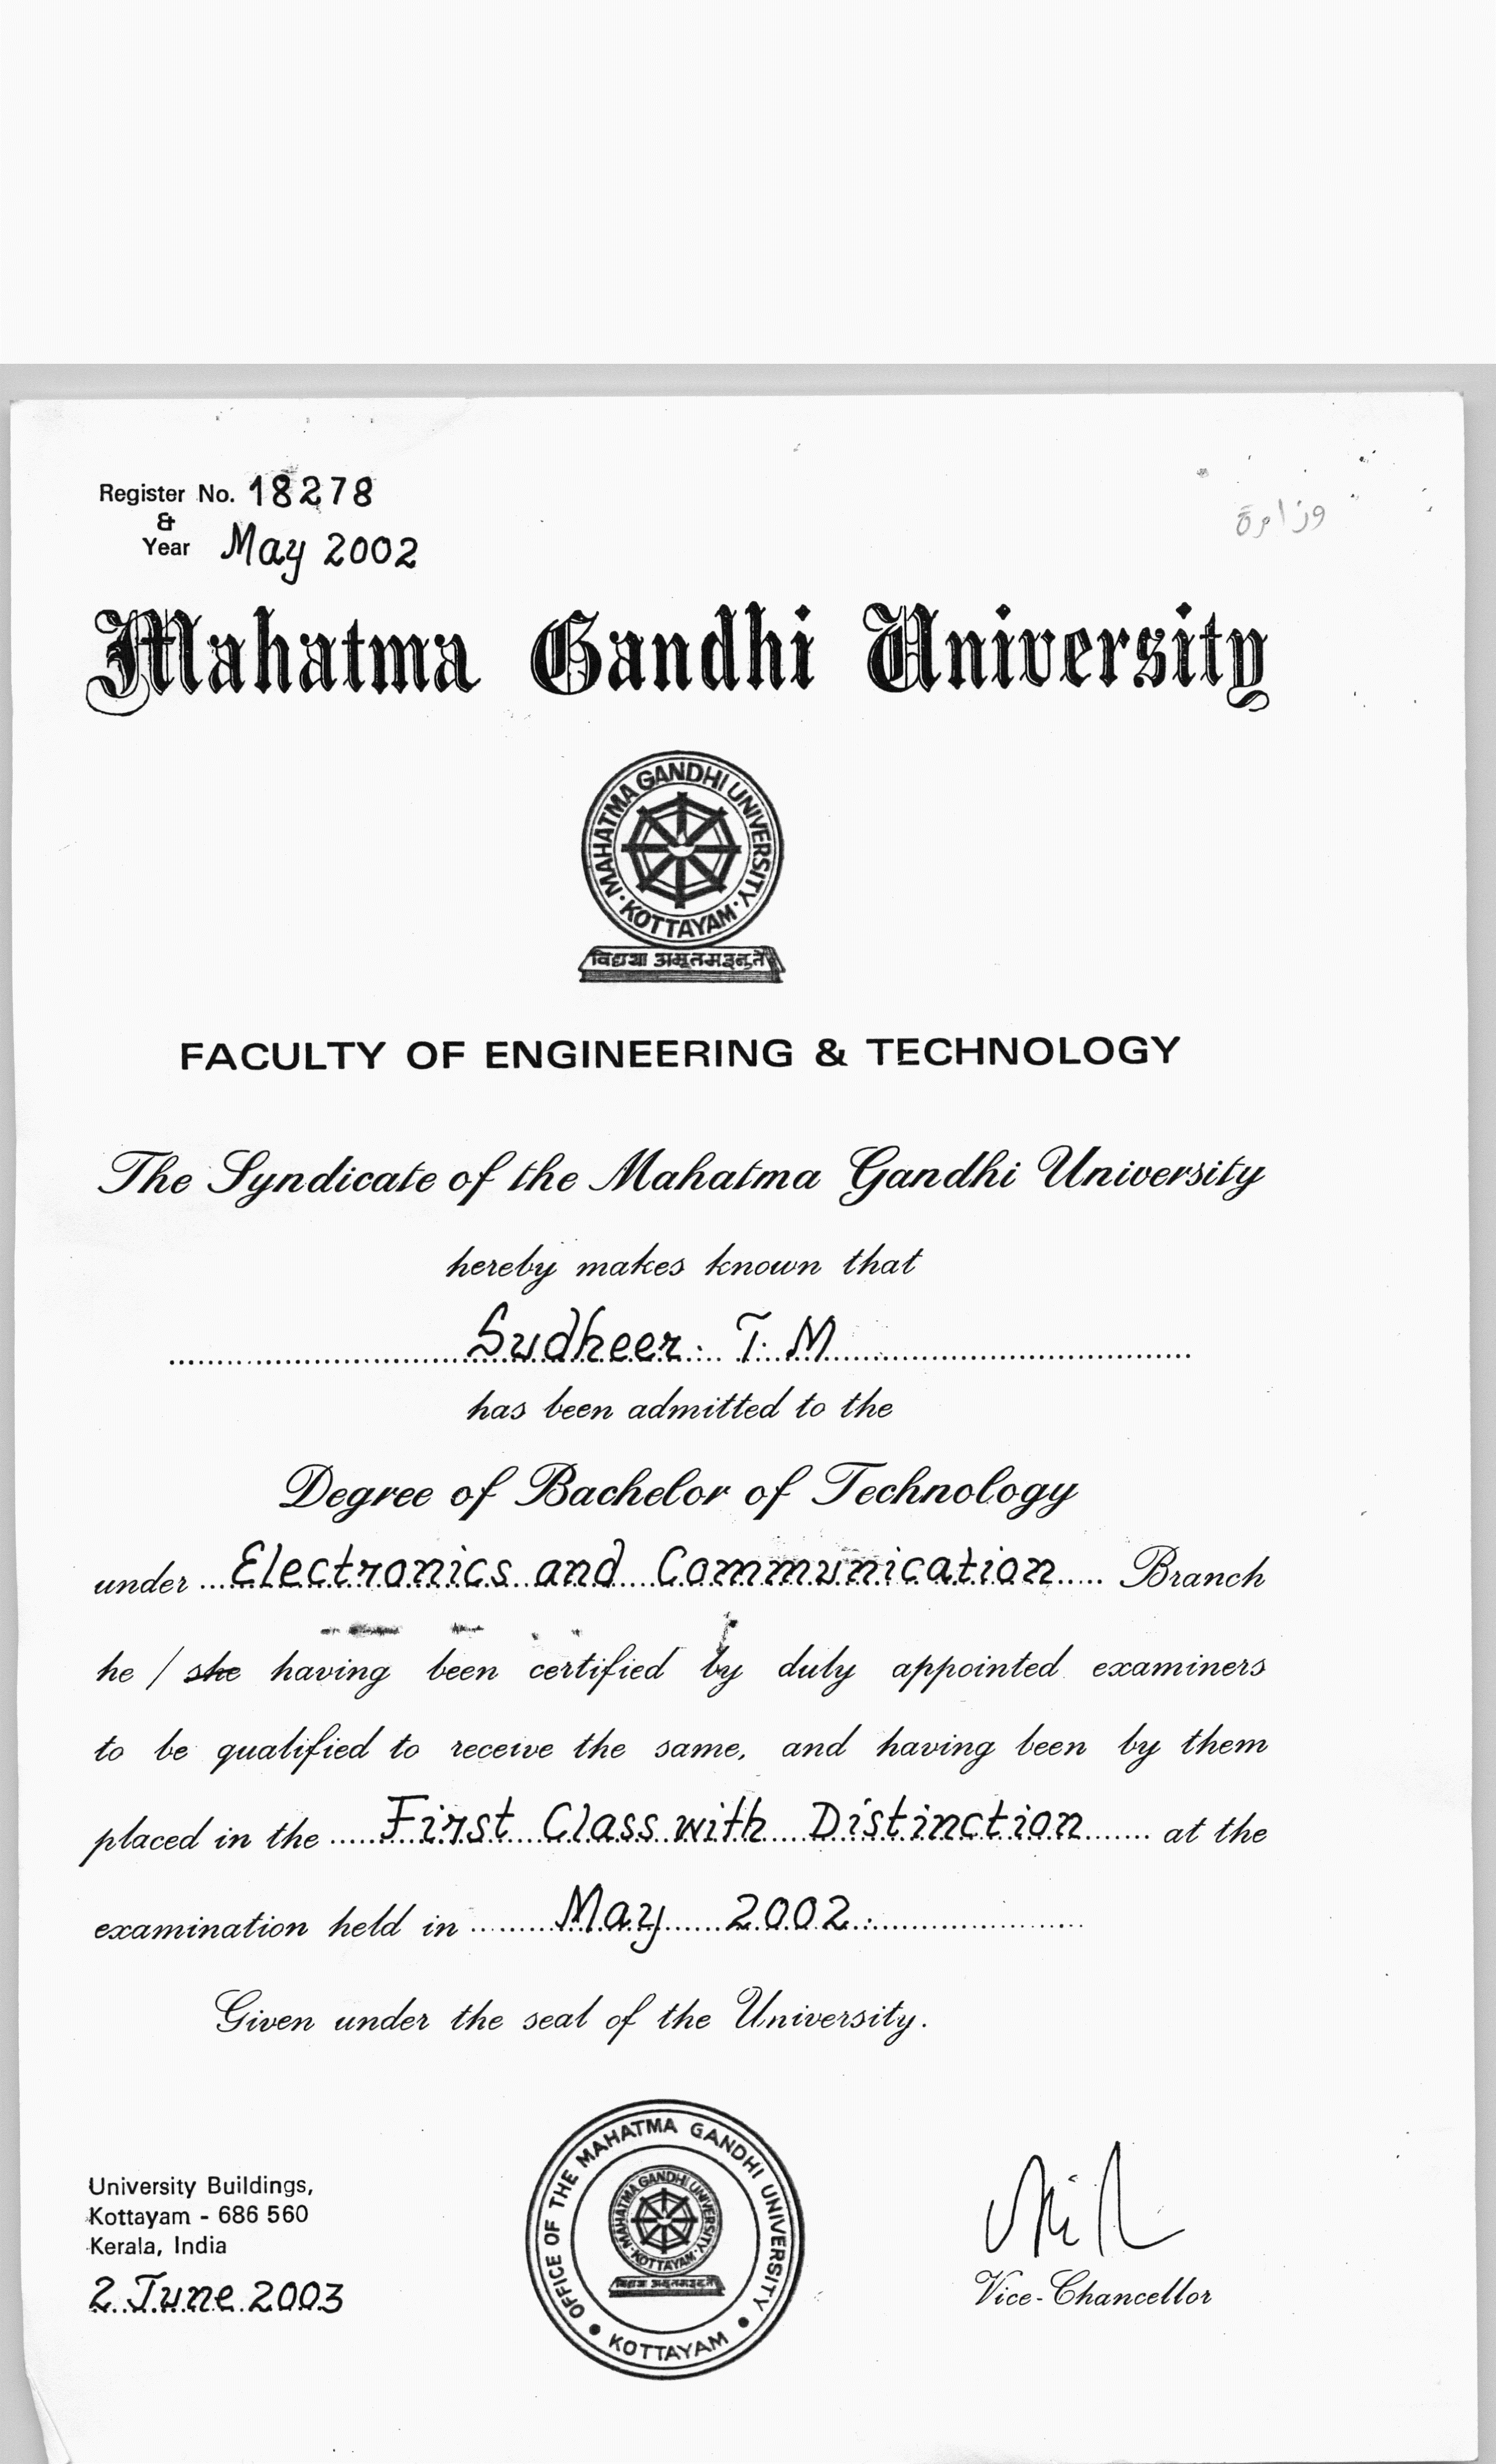 Register No. 18278
&
Year May 2002
وزارة
Mahatma Gandhi University
MAHATMA GANDHI UNIVERSITY
· KOTTAYAM ·
विद्यया अमृतमश्नुते
FACULTY OF ENGINEERING & TECHNOLOGY
The Syndicate of the Mahatma Gandhi University
hereby makes known that
Sudheer. T. M
has been admitted to the
Degree of Bachelor of Technology
under Electronics and Communication Branch
he / she having been certified by duly appointed examiners
to be qualified to receive the same, and having been by them
placed in the First Class with Distinction at the
examination held in May 2002.
Given under the seal of the University.
OFFICE OF THE MAHATMA GANDHI UNIVERSITY
• KOTTAYAM •
MAHATMA GANDHI UNIVERSITY
· KOTTAYAM ·
University Buildings,
Kottayam - 686 560
Kerala, India
2 June 2003
Vice-Chancellor